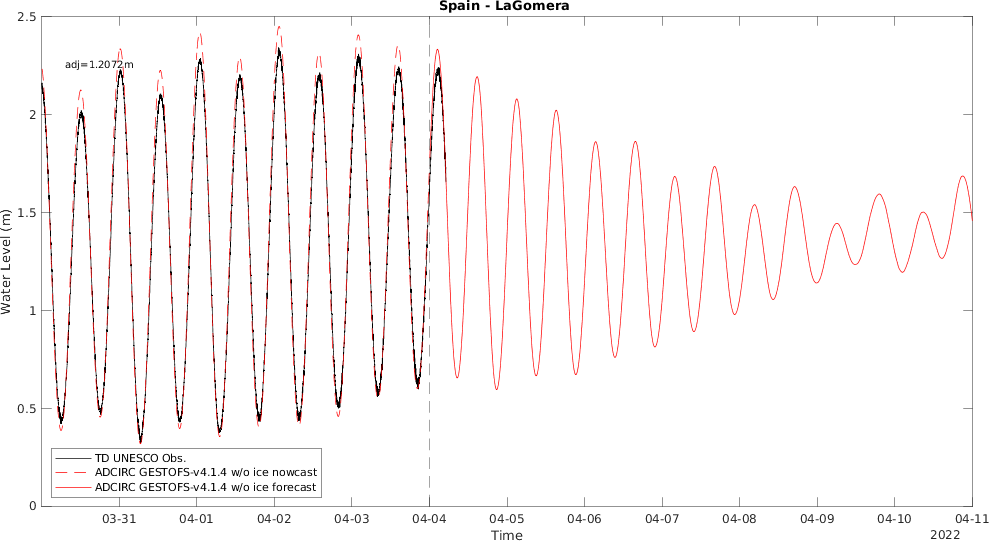 Spain - LaGomera
2.5
adj=1.2072m
2
1.5
Water Level (m)
1
0.5
TD UNESCO Obs.
ADCIRC GESTOFS-v4.1.4 w/o ice nowcast
ADCIRC GESTOFS-v4.1.4 w/o ice forecast
0
03-31 04-01 04-02 04-03 04-04 04-05 04-06 04-07 04-08 04-09 04-10 04-11
Time
2022